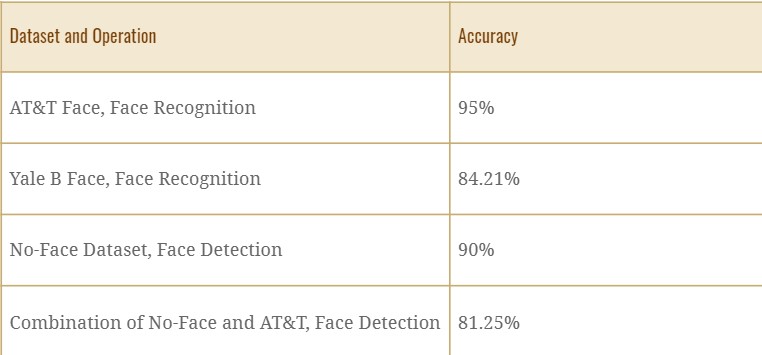 Dataset and Operation Accuracy
AT&T Face, Face Recognition 95%
Yale B Face, Face Recognition 84.21%
No-Face Dataset, Face Detection 90%
Combination of No-Face and AT&T, Face Detection 81.25%